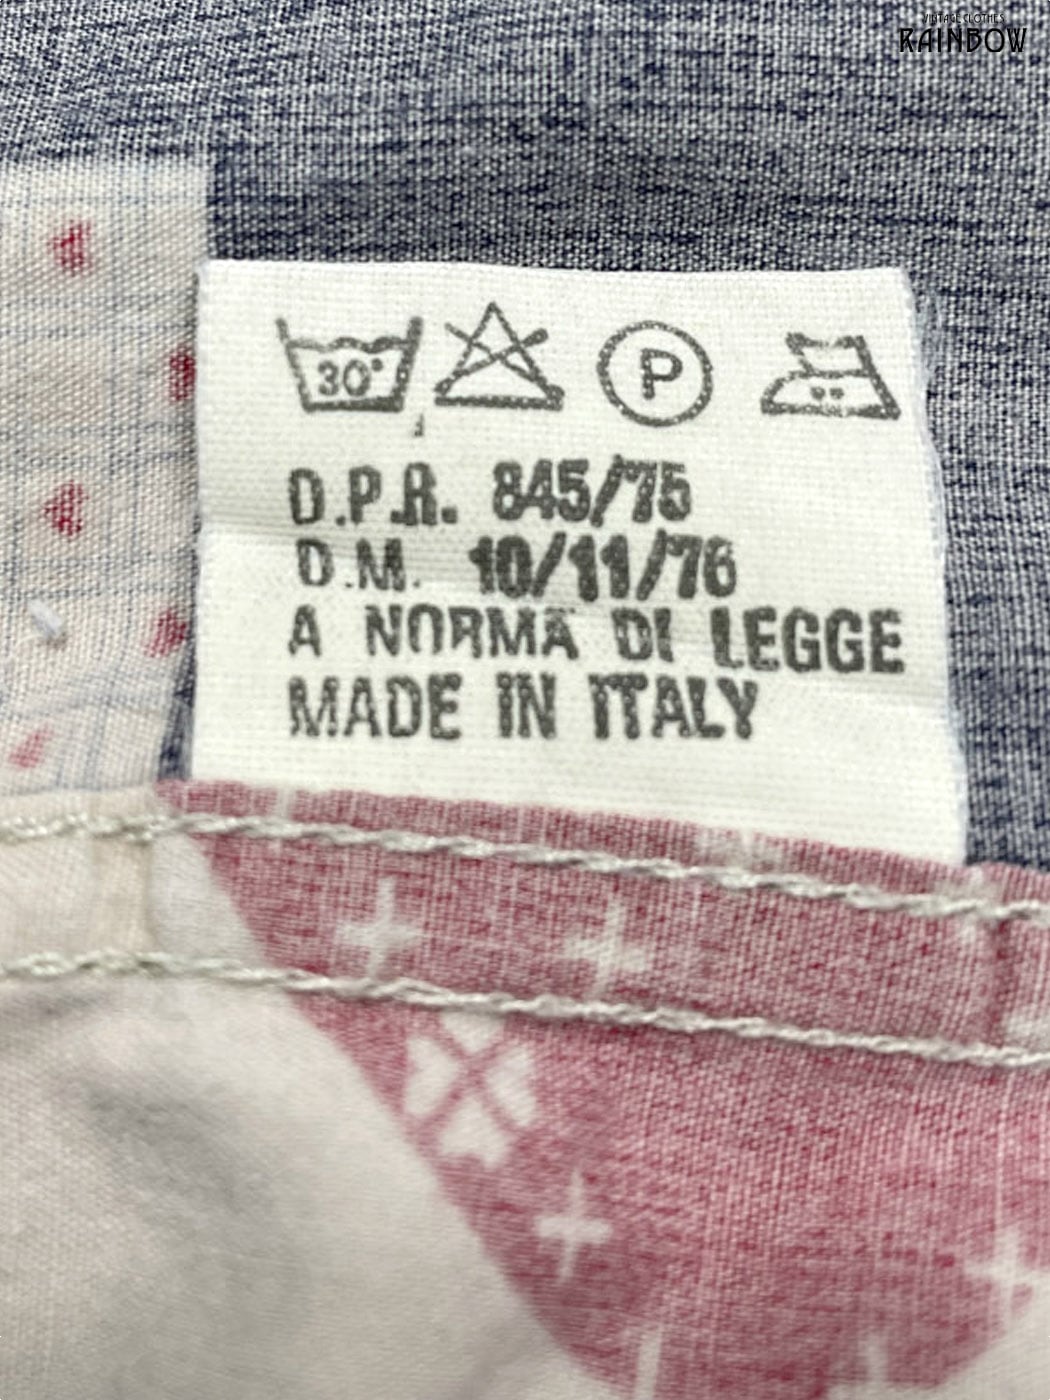 VINTAGE CLOTHES
RAINBOW
30°
P
D.P.R. 845/75
D.M. 10/11/76
A NORMA DI LEGGE
MADE IN ITALY